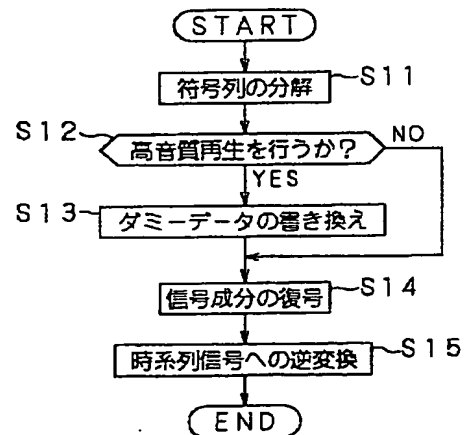 START
符号列の分解
S11
S12
高音質再生を行うか?
NO
YES
S13
ダミーデータの書き換え
信号成分の復号
S14
時系列信号への逆変換
S15
END